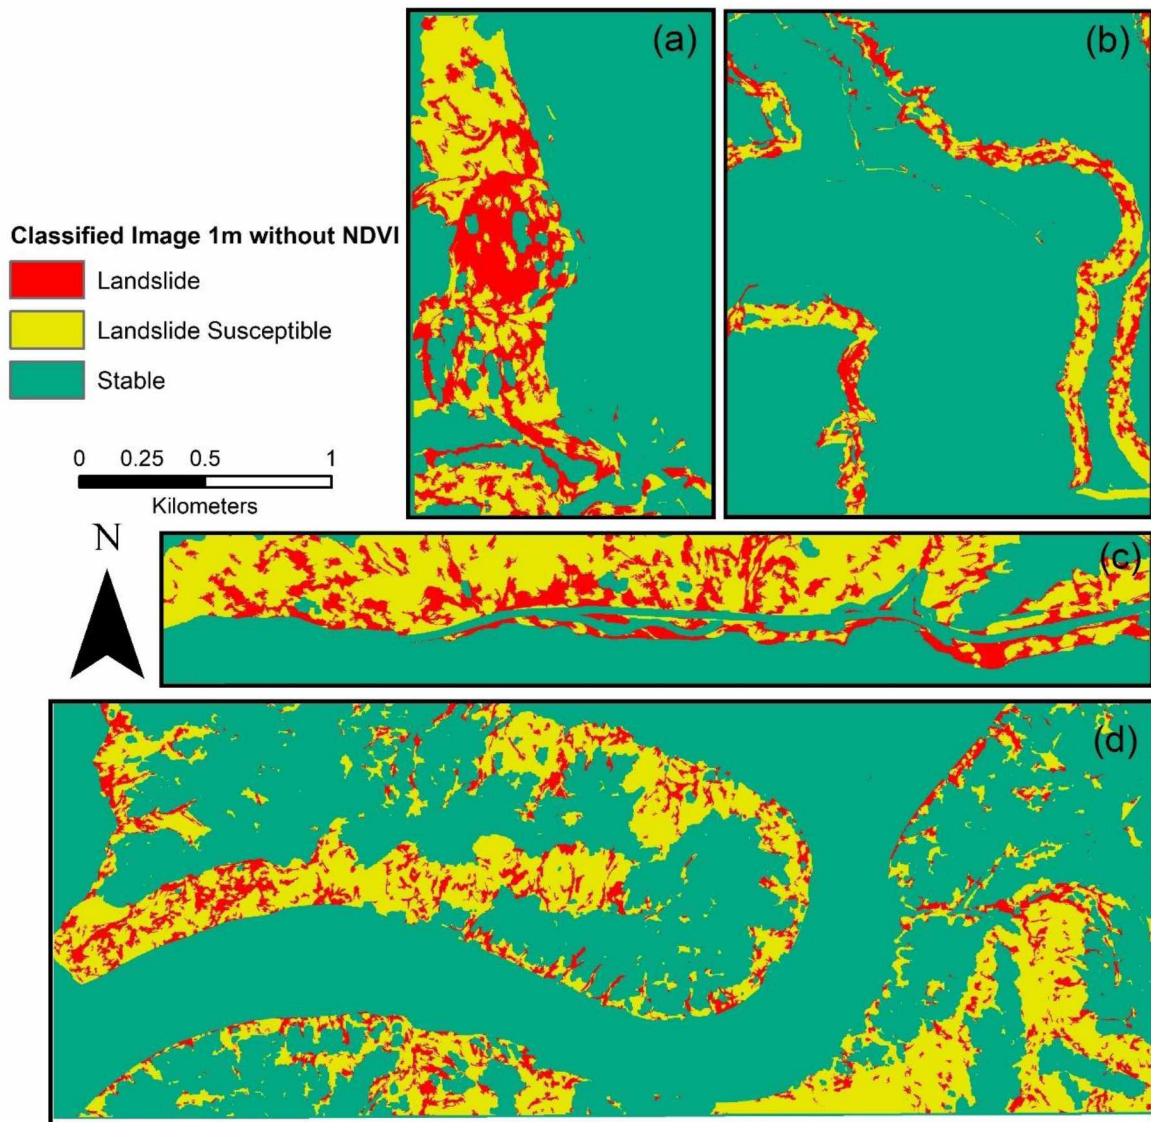 (a)
(b)
Classified Image 1m without NDVI
Landslide
Landslide Susceptible
Stable
0 0.25 0.5 1
Kilometers
N
(c)
(d)